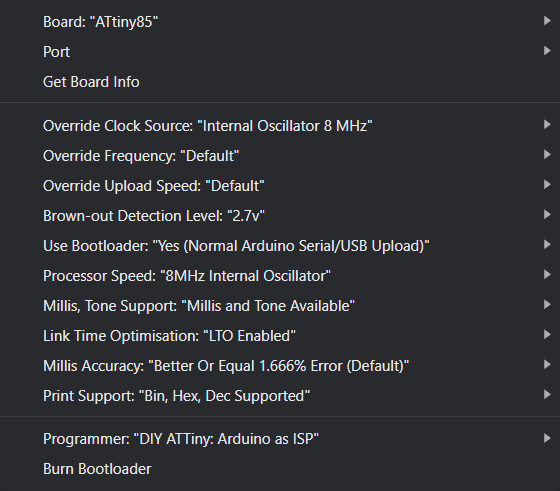 Board: "ATtiny85"
Port
Get Board Info
Override Clock Source: "Internal Oscillator 8 MHz"
Override Frequency: "Default"
Override Upload Speed: "Default"
Brown-out Detection Level: "2.7v"
Use Bootloader: "Yes (Normal Arduino Serial/USB Upload)"
Processor Speed: "8MHz Internal Oscillator"
Millis, Tone Support: "Millis and Tone Available"
Link Time Optimisation: "LTO Enabled"
Millis Accuracy: "Better Or Equal 1.666% Error (Default)"
Print Support: "Bin, Hex, Dec Supported"
Programmer: "DIY ATTiny: Arduino as ISP"
Burn Bootloader